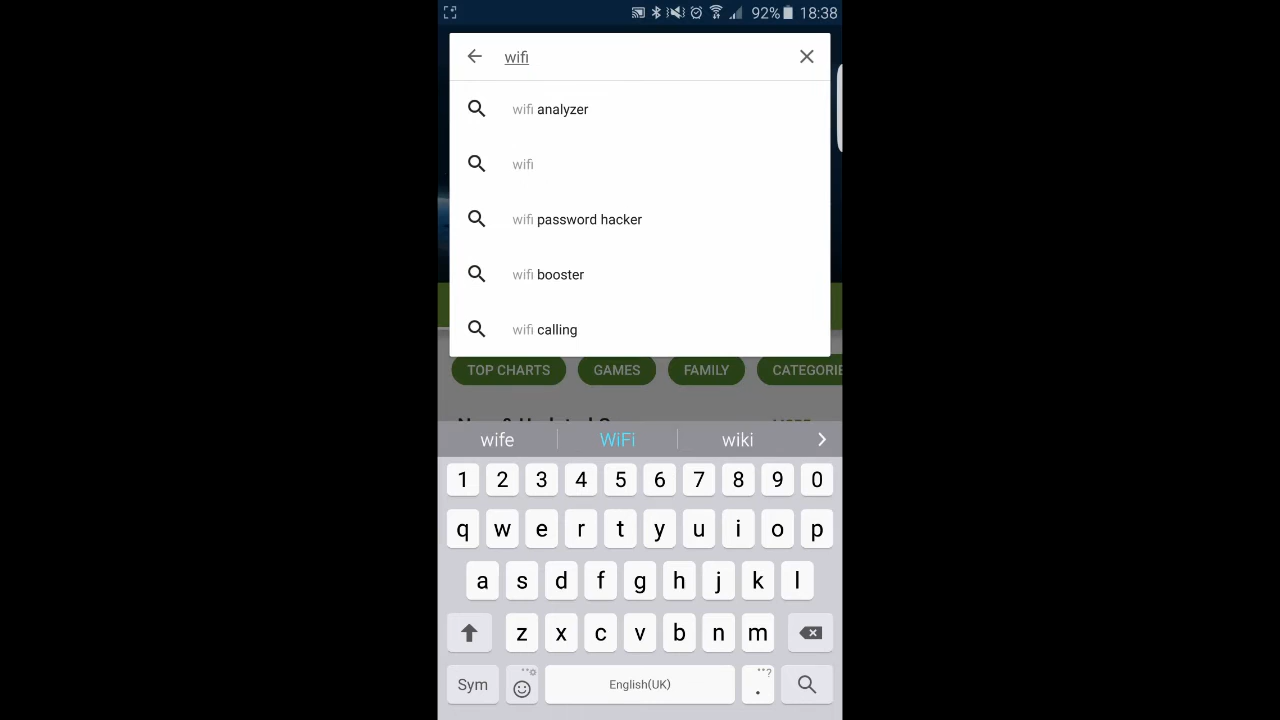 92% 18:38
wifi
wifi analyzer
wifi
wifi password hacker
wifi booster
wifi calling
TOP CHARTS GAMES FAMILY CATEGORIE
wife WiFi wiki
1 2 3 4 5 6 7 8 9 0
q w e r t y u i o p
a s d f g h j k l
z x c v b n m
Sym English(UK) .